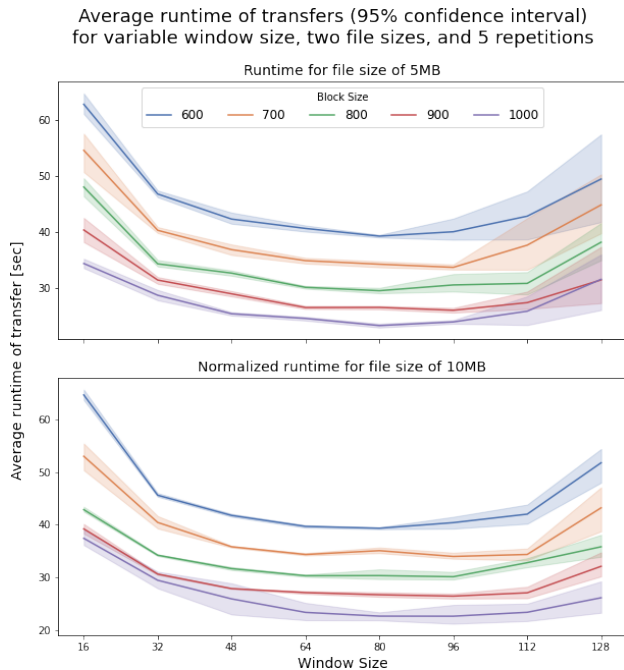 Average runtime of transfers (95% confidence interval)
for variable window size, two file sizes, and 5 repetitions
Runtime for file size of 5MB
Block Size
600 700 800 900 1000
60
50
40
30
Average runtime of transfer [sec]
Normalized runtime for file size of 10MB
60
50
40
30
20
16 32 48 64 80 96 112 128
Window Size